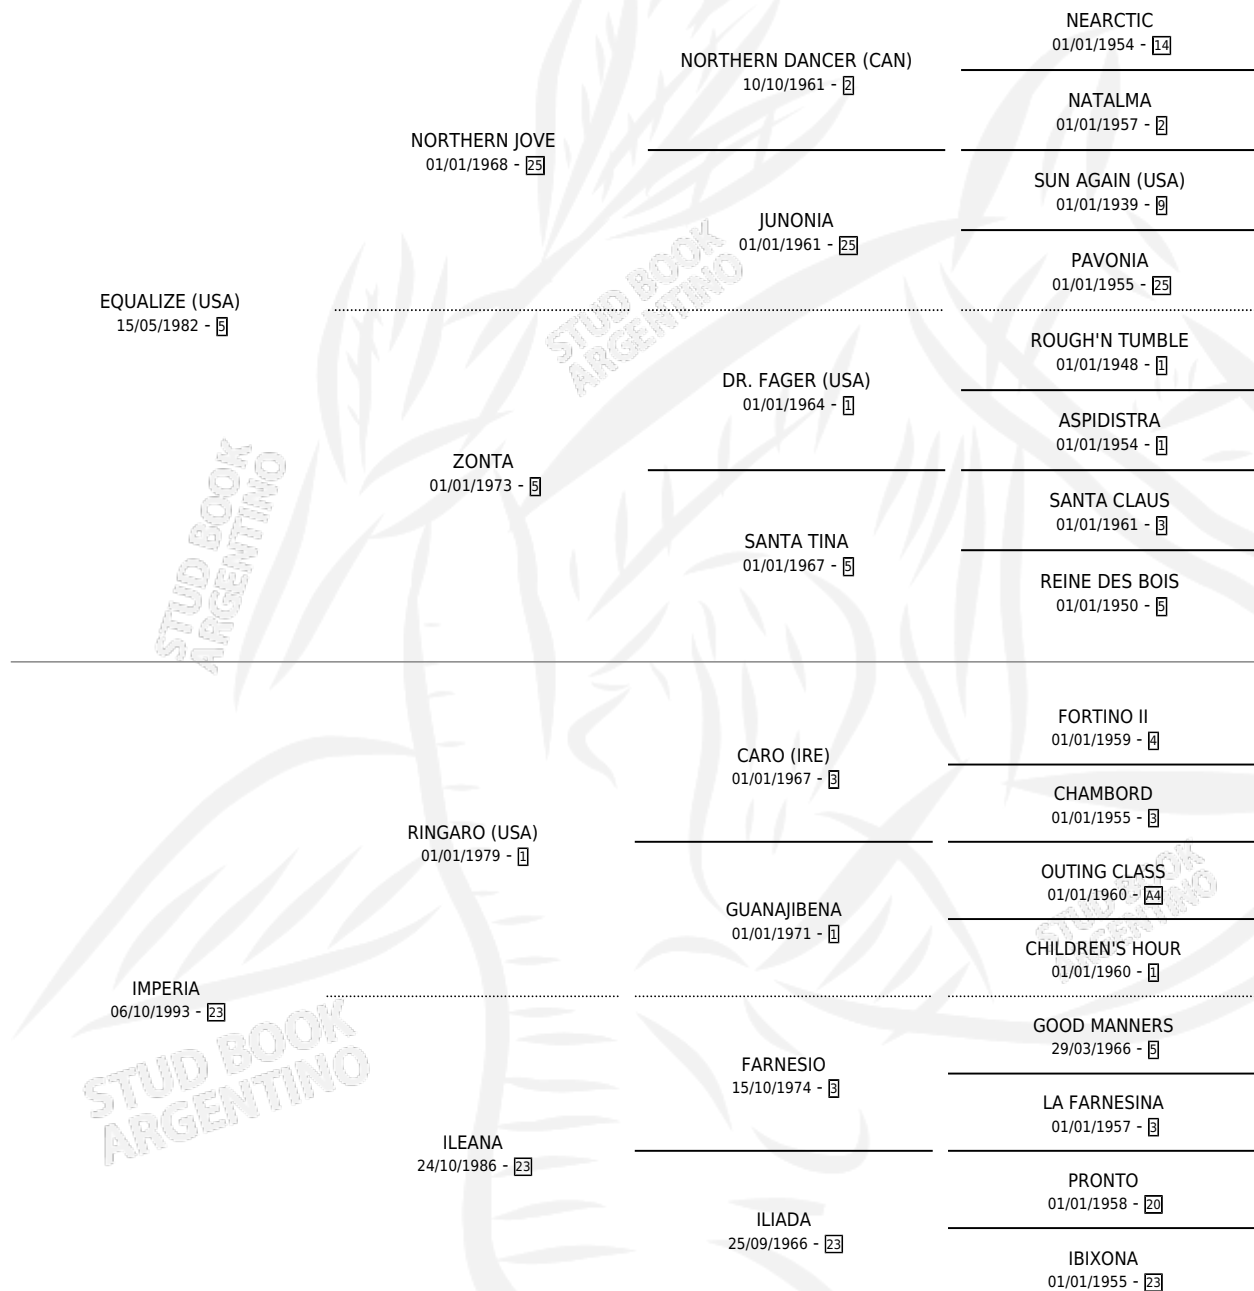 NEARCTIC
01/01/1954 - 14
NORTHERN DANCER (CAN)
10/10/1961 - 2
NATALMA
01/01/1957 - 2
NORTHERN JOVE
01/01/1968 - 25
SUN AGAIN (USA)
01/01/1939 - 9
JUNONIA
01/01/1961 - 25
PAVONIA
01/01/1955 - 25
EQUALIZE (USA)
15/05/1982 - 5
ROUGH'N TUMBLE
01/01/1948 - 1
DR. FAGER (USA)
01/01/1964 - 1
ASPIDISTRA
01/01/1954 - 1
ZONTA
01/01/1973 - 5
SANTA CLAUS
01/01/1961 - 3
SANTA TINA
01/01/1967 - 5
REINE DES BOIS
01/01/1950 - 5
FORTINO II
01/01/1959 - 4
CARO (IRE)
01/01/1967 - 3
CHAMBORD
01/01/1955 - 3
RINGARO (USA)
01/01/1979 - 1
OUTING CLASS
01/01/1960 - A4
GUANAJIBENA
01/01/1971 - 1
CHILDREN'S HOUR
01/01/1960 - 1
IMPERIA
06/10/1993 - 23
GOOD MANNERS
29/03/1966 - 5
FARNESIO
15/10/1974 - 3
LA FARNESINA
01/01/1957 - 3
ILEANA
24/10/1986 - 23
PRONTO
01/01/1958 - 20
ILIADA
25/09/1966 - 23
IBIXONA
01/01/1955 - 23
STUD BOOK
ARGENTINO
STUD BOOK
ARGENTINO
STUD BOOK
ARGENTINO
STUD BOOK
ARGENTINO